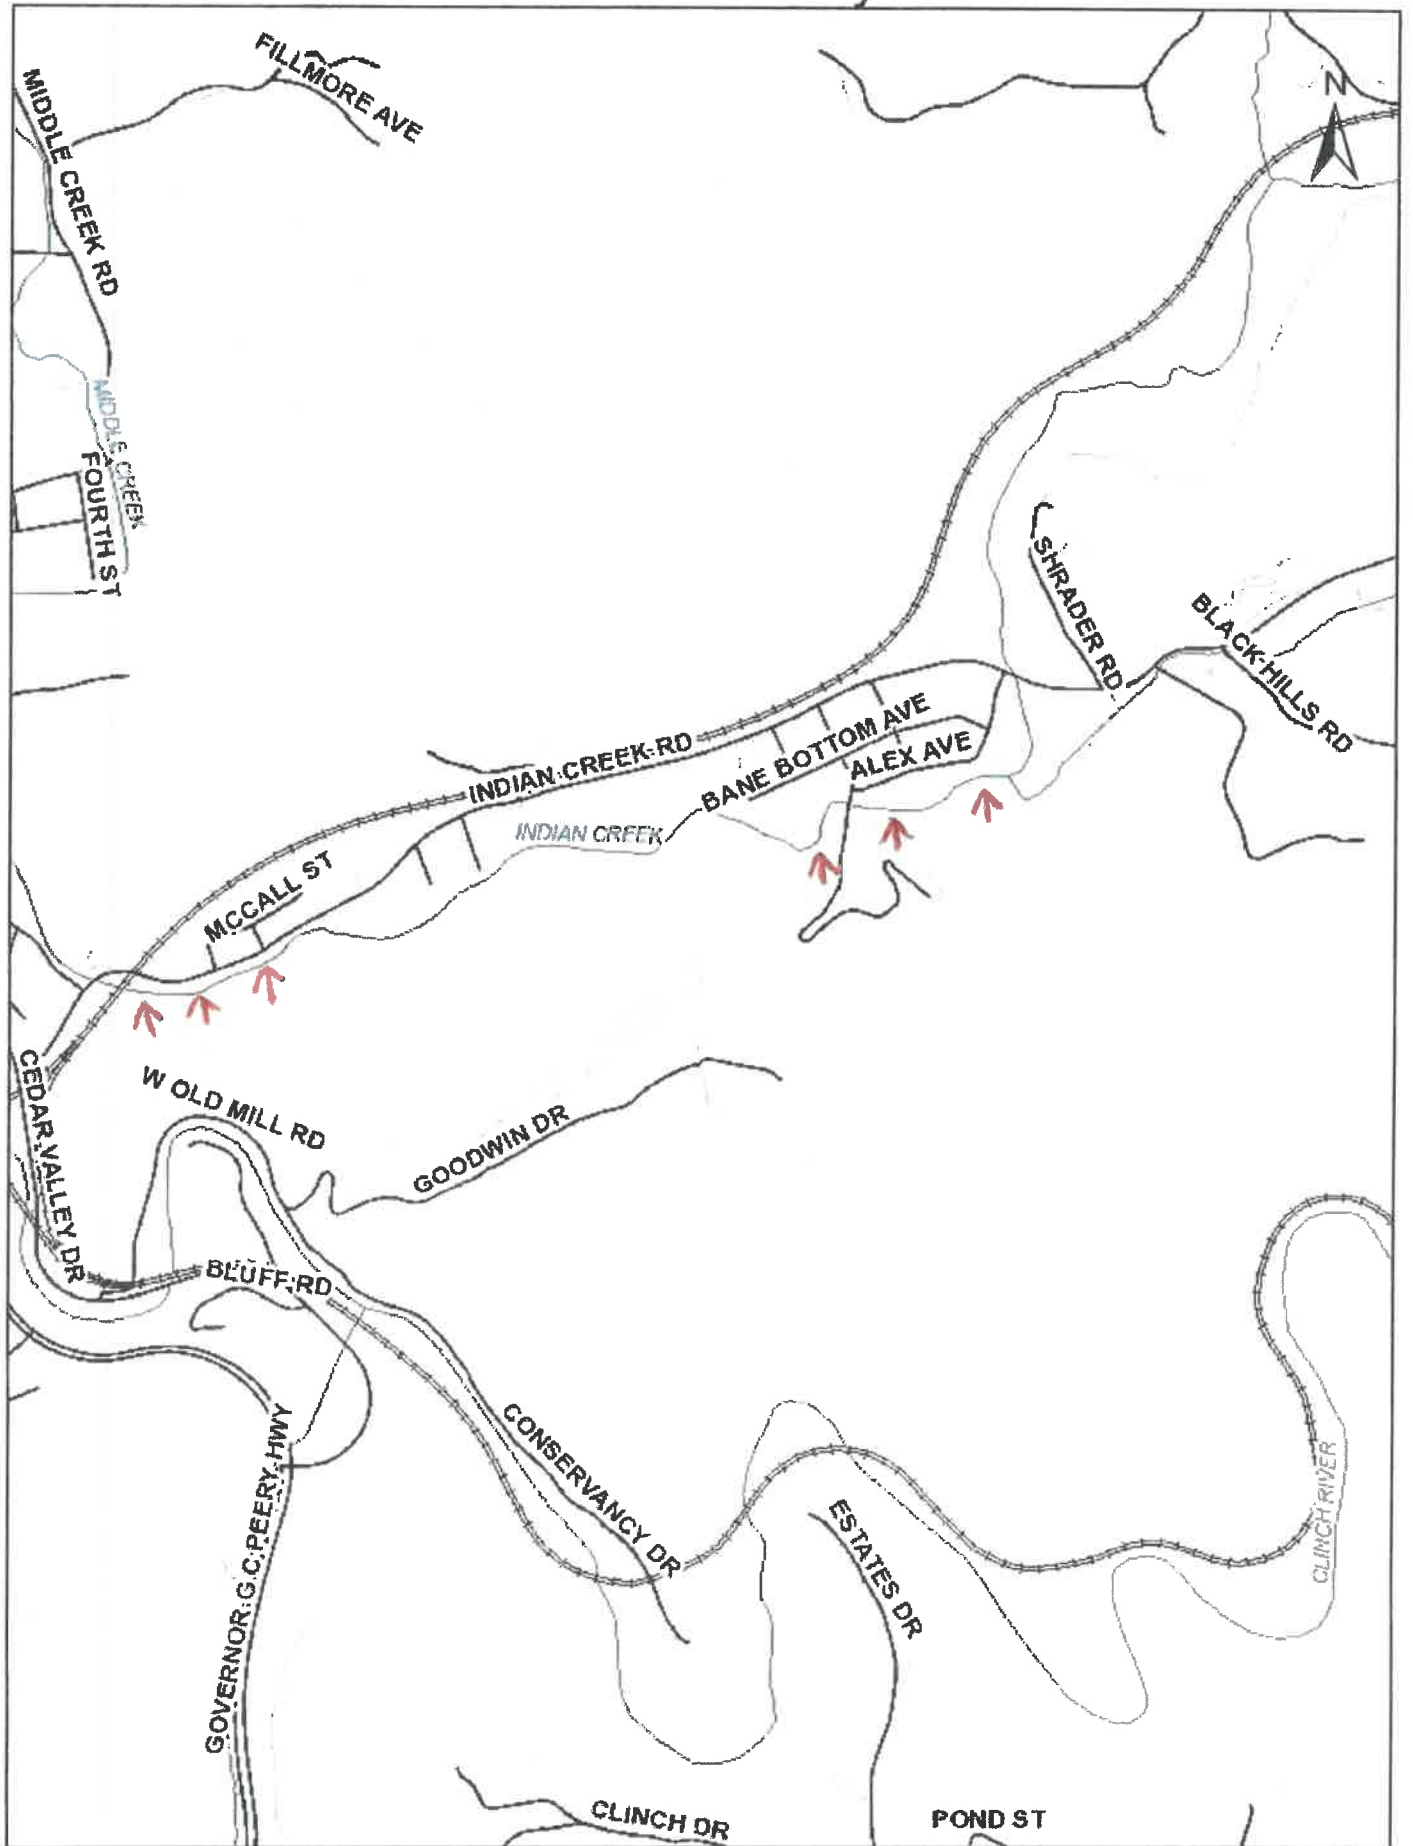 FILLMORE AVE
MIDDLE CREEK RD
N
MIDDLE CREEK
FOURTH ST
SHRADER RD
BLACK HILLS RD
INDIAN CREEK RD
BANE BOTTOM AVE
ALEX AVE
INDIAN CREEK
MCCALL ST
CEDAR VALLEY DR
W OLD MILL RD
GOODWIN DR
BLUFF RD
CONSERVANCY DR
GOVERNOR G.C.PEERY HWY
ESTATES DR
CLINCH RIVER
CLINCH DR
POND ST